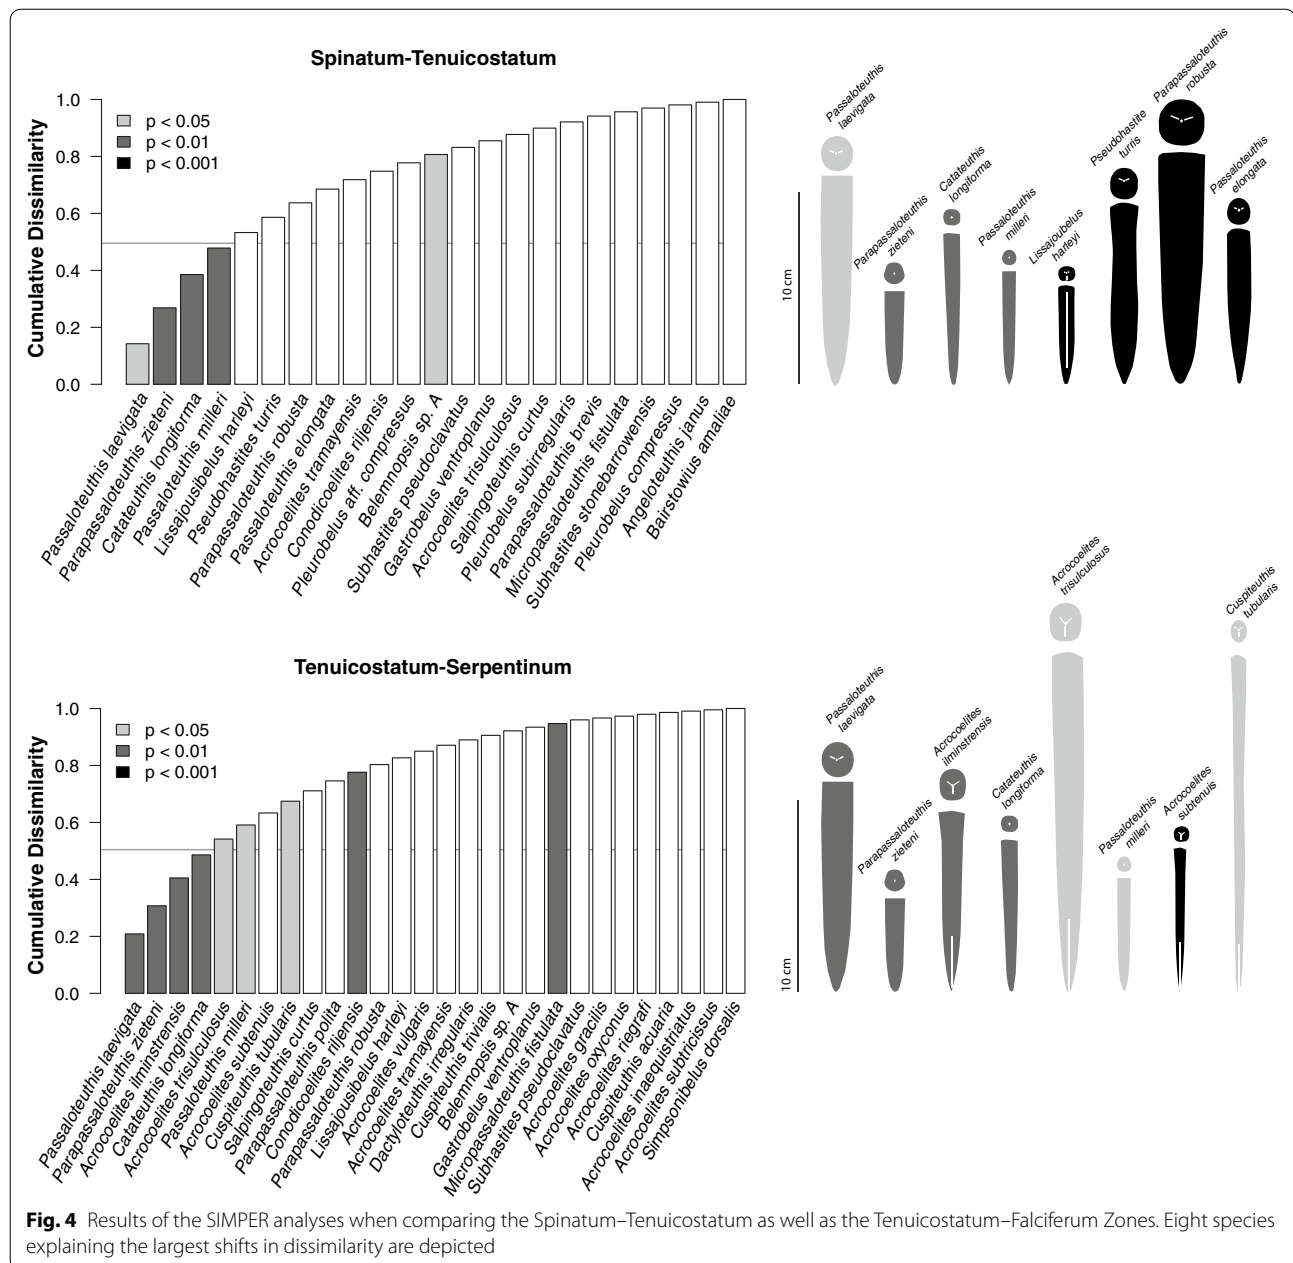 Spinatum-Tenuicostatum
Cumulative Dissimilarity
1.0
0.8
0.6
0.4
0.2
0.0
p < 0.05
p < 0.01
p < 0.001
Passaloteuthis laevigata
Parapassaloteuthis zieteni
Catateuthis longiforma
Passaloteuthis milleri
Lissajousibelus harleyi
Pseudohastites turris
Parapassaloteuthis robusta
Passaloteuthis elongata
Acrocoelites tramayensis
Conodicoelites riljensis
Pleurobelus aff. compressus
Belemnopsis sp. A
Subhastites pseudoclavatus
Gastrobelus ventroplanus
Acrocoelites trisulculosus
Salpingoteuthis curtus
Pleurobelus subirregularis
Parapassaloteuthis brevis
Micropassaloteuthis fistulata
Subhastites stonebarrowensis
Pleurobelus compressus
Angeloteuthis janus
Bairstowius amaliae
10 cm
Passaloteuthis
laevigata
Parapassaloteuthis
zieteni
Catateuthis
longiforma
Passaloteuthis
milleri
Lissajoubelus
harleyi
Pseudohastite
turris
Parapassaloteuthis
robusta
Passaloteuthis
elongata
Tenuicostatum-Serpentinum
Cumulative Dissimilarity
1.0
0.8
0.6
0.4
0.2
0.0
p < 0.05
p < 0.01
p < 0.001
Passaloteuthis laevigata
Parapassaloteuthis zieteni
Acrocoelites ilminstrensis
Catateuthis longiforma
Acrocoelites trisulculosus
Passaloteuthis milleri
Acrocoelites subtenuis
Cuspiteuthis tubularis
Salpingoteuthis curtus
Parapassaloteuthis polita
Conodicoelites riljensis
Parapassaloteuthis robusta
Lissajousibelus harleyi
Acrocoelites vulgaris
Acrocoelites tramayensis
Dactyloteuthis irregularis
Cuspiteuthis trivialis
Belemnopsis sp. A
Gastrobelus ventroplanus
Micropassaloteuthis fistulata
Subhastites pseudoclavatus
Acrocoelites gracilis
Acrocoelites oxyconus
Acrocoelites riegrafi
Cuspiteuthis acuaria
Acrocoelites inaequistriatus
Acrocoelites subtricissus
Simpsonibelus dorsalis
10 cm
Passaloteuthis
laevigata
Parapassaloteuthis
zieteni
Acrocoelites
ilminstrensis
Catateuthis
longiforma
Acrocoelites
trisulculosus
Passaloteuthis
milleri
Acrocoelites
subtenuis
Cuspiteuthis
tubularis
Fig. 4 Results of the SIMPER analyses when comparing the Spinatum–Tenuicostatum as well as the Tenuicostatum–Falciferum Zones. Eight species
explaining the largest shifts in dissimilarity are depicted